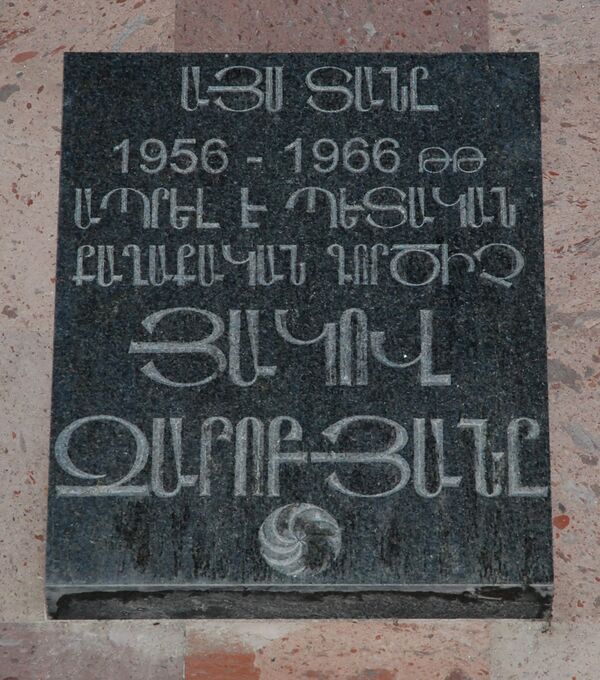 ԱՅՍ ՏԱՆԸ
1956 - 1966 ԹԹ
ԱՊՐԵԼ Է ՊԵՏԱԿԱՆ
ՔԱՂԱՔԱԿԱՆ ԳՈՐԾԻՉ
ՅԱԿՈՎ
ԶԱՐՈԲՅԱՆԸ